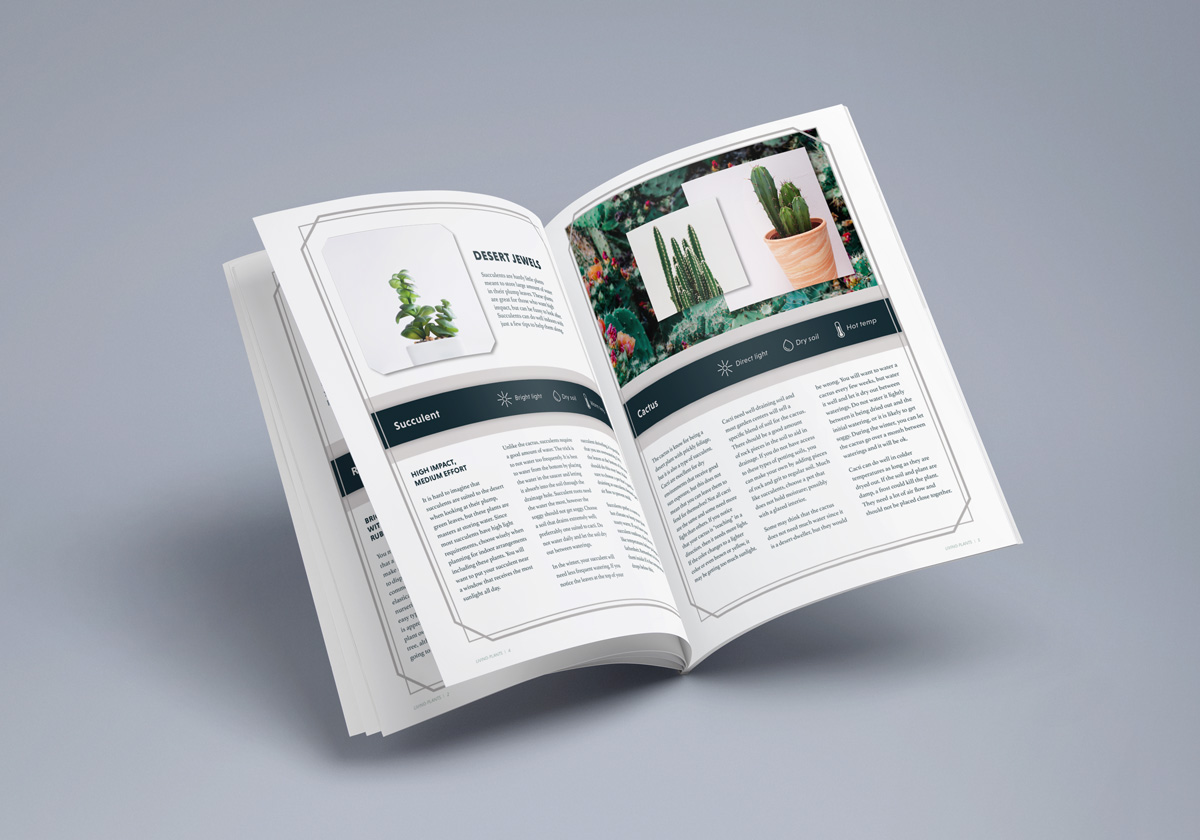 DESERT JEWELS
Succulents are hardy little plants
meant to store large amounts of water
in their plump leaves. These plants
are great for those who want high
impact, but can be fussy to look after.
Succulents can do well indoors with
just a few tips to help them along.
Succulent
Bright light
Dry soil
HIGH IMPACT,
MEDIUM EFFORT
It is hard to imagine that
succulents are suited to the desert
when looking at their plump,
green leaves, but these plants are
masters at storing water. Since
most succulents have high light
requirements, choose wisely when
planning for indoor arrangements
including these plants. You will
want to put your succulent near
a window that receives the most
sunlight all day.
Unlike the cactus, succulents require
a good amount of water. The trick is
to not water too frequently. It is best
to water from the bottom by placing
the water in the saucer and letting
it absorb into the soil through the
drainage hole. Succulent roots need
the water the most, however the
soil should not get soggy. Choose
a soil that drains extremely well,
preferably one suited to cacti. Do
not water daily and let the soil dry
out between waterings.
In the winter, your succulent will
need less frequent watering. If you
notice the leaves at the top of your
LIVING PLANTS | 6
Cactus
Direct light
Dry soil
Hot temp
The cactus is know for being a
desert plant with prickly foliage,
but it is also a type of succulent.
Cacti are excellent for dry
environments that receive good
sun exposure, but this does not
mean that you can leave them to
fend for themselves! Not all cacti
are the same and some need more
light than others. If you notice
that your cactus is "reaching" in a
direction, then it needs more light.
If the color changes to a lighter
color or even brown or yellow, it
may be getting too much sunlight.
Cacti need well-draining soil and
most garden centers will sell a
specific blend of soil for the cactus.
There should be a good amount
of rock pieces in the soil to aid in
drainage. If you do not have access
to these types of potting soils, you
can make your own by adding pieces
of rock and grit to regular soil. Much
like succulents, choose a pot that
does not hold moisture; possibly
with a glazed interior.
Some may think that the cactus
does not need much water since it
is a desert-dweller, but they would
be wrong. You will want to water a
cactus every few weeks, but water
it well and let it dry out between
waterings. Do not water it lightly
between it being dried out and the
initial watering, or it is likely to get
soggy. During the winter, you can let
the cactus go over a month between
waterings and it will be ok.
Cacti can do well in colder
temperatures as long as they are
dryed out. If the soil and plant are
damp, a frost could kill the plant.
They need a lot of air flow and
should not be placed close together.
LIVING PLANTS | 7